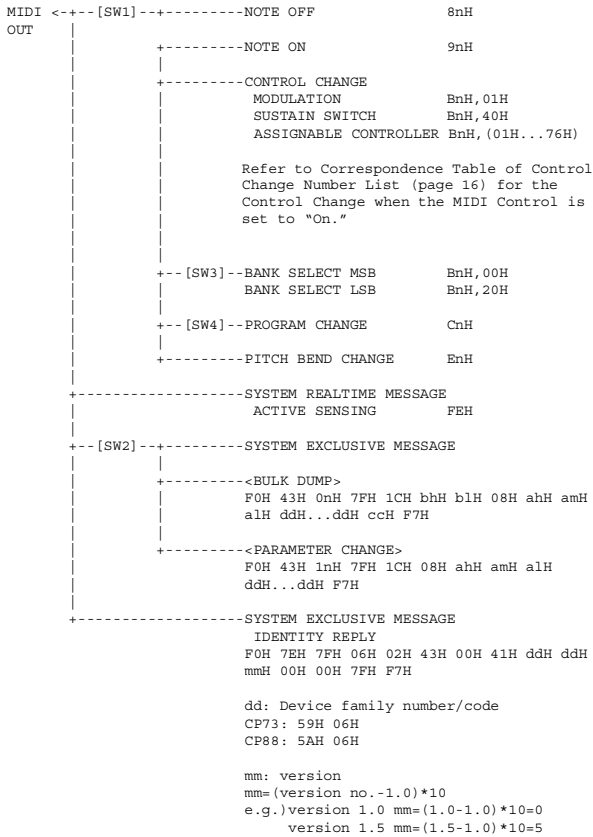 MIDI <-+--[SW1]--+---------NOTE OFF 8nH
OUT |
| +---------NOTE ON 9nH
| |
| +---------CONTROL CHANGE
| | MODULATION BnH,01H
| | SUSTAIN SWITCH BnH,40H
| | ASSIGNABLE CONTROLLER BnH,(01H...76H)
| |
| | Refer to Correspondence Table of Control
| | Change Number List (page 16) for the
| | Control Change when the MIDI Control is
| | set to “On.”
| |
| |
| +--[SW3]--BANK SELECT MSB BnH,00H
| | BANK SELECT LSB BnH,20H
| |
| +--[SW4]--PROGRAM CHANGE CnH
| |
| +---------PITCH BEND CHANGE EnH
|
+-------------------SYSTEM REALTIME MESSAGE
| ACTIVE SENSING FEH
|
+--[SW2]--+---------SYSTEM EXCLUSIVE MESSAGE
| |
| +---------<BULK DUMP>
| | F0H 43H 0nH 7FH 1CH bhH blH 08H ahH amH
| | alH ddH...ddH ccH F7H
| |
| +---------<PARAMETER CHANGE>
| F0H 43H 1nH 7FH 1CH 08H ahH amH alH
| ddH...ddH F7H
|
+-------------------SYSTEM EXCLUSIVE MESSAGE
IDENTITY REPLY
F0H 7EH 7FH 06H 02H 43H 00H 41H ddH ddH
mmH 00H 00H 7FH F7H
dd: Device family number/code
CP73: 59H 06H
CP88: 5AH 06H
mm: version
mm=(version no.-1.0)*10
e.g.)version 1.0 mm=(1.0-1.0)*10=0
version 1.5 mm=(1.5-1.0)*10=5